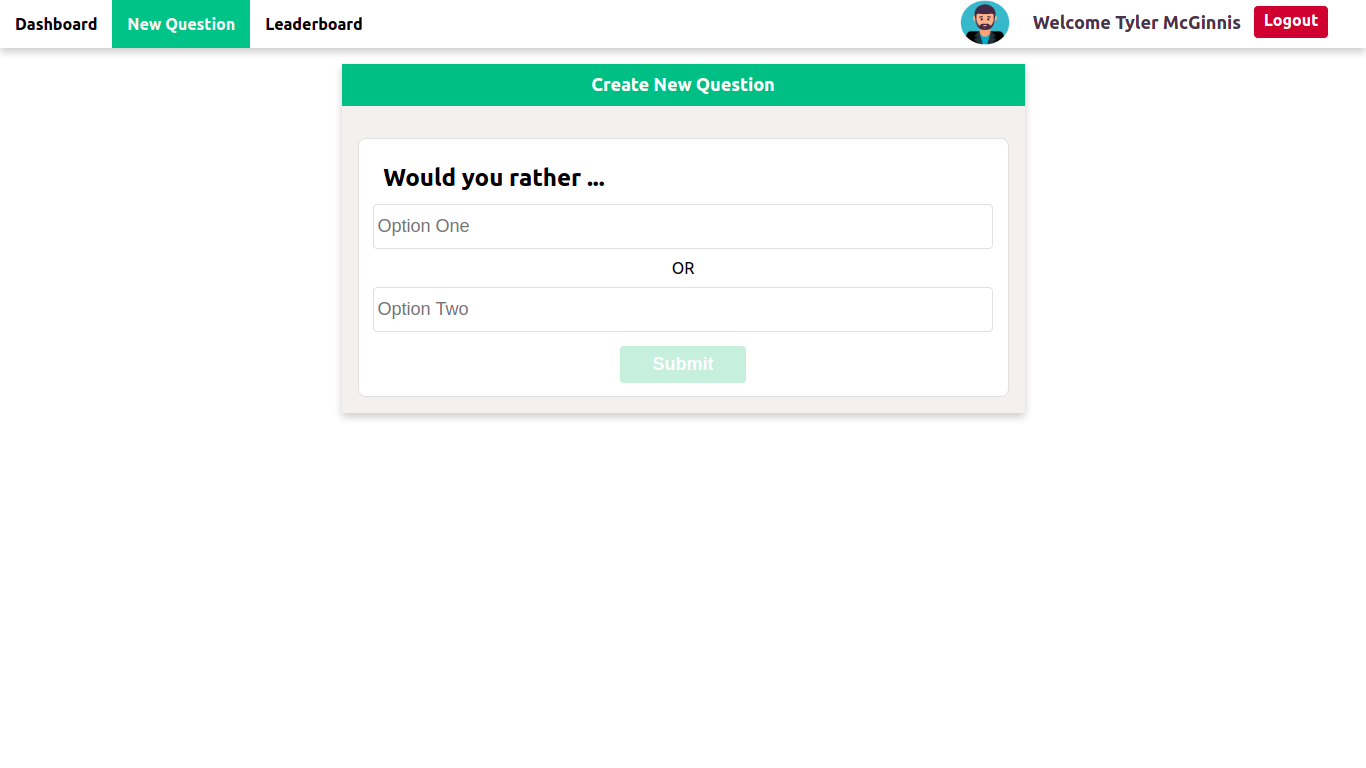 Dashboard New Question Leaderboard Welcome Tyler McGinnis Logout
Create New Question
Would you rather ...
Option One
OR
Option Two
Submit